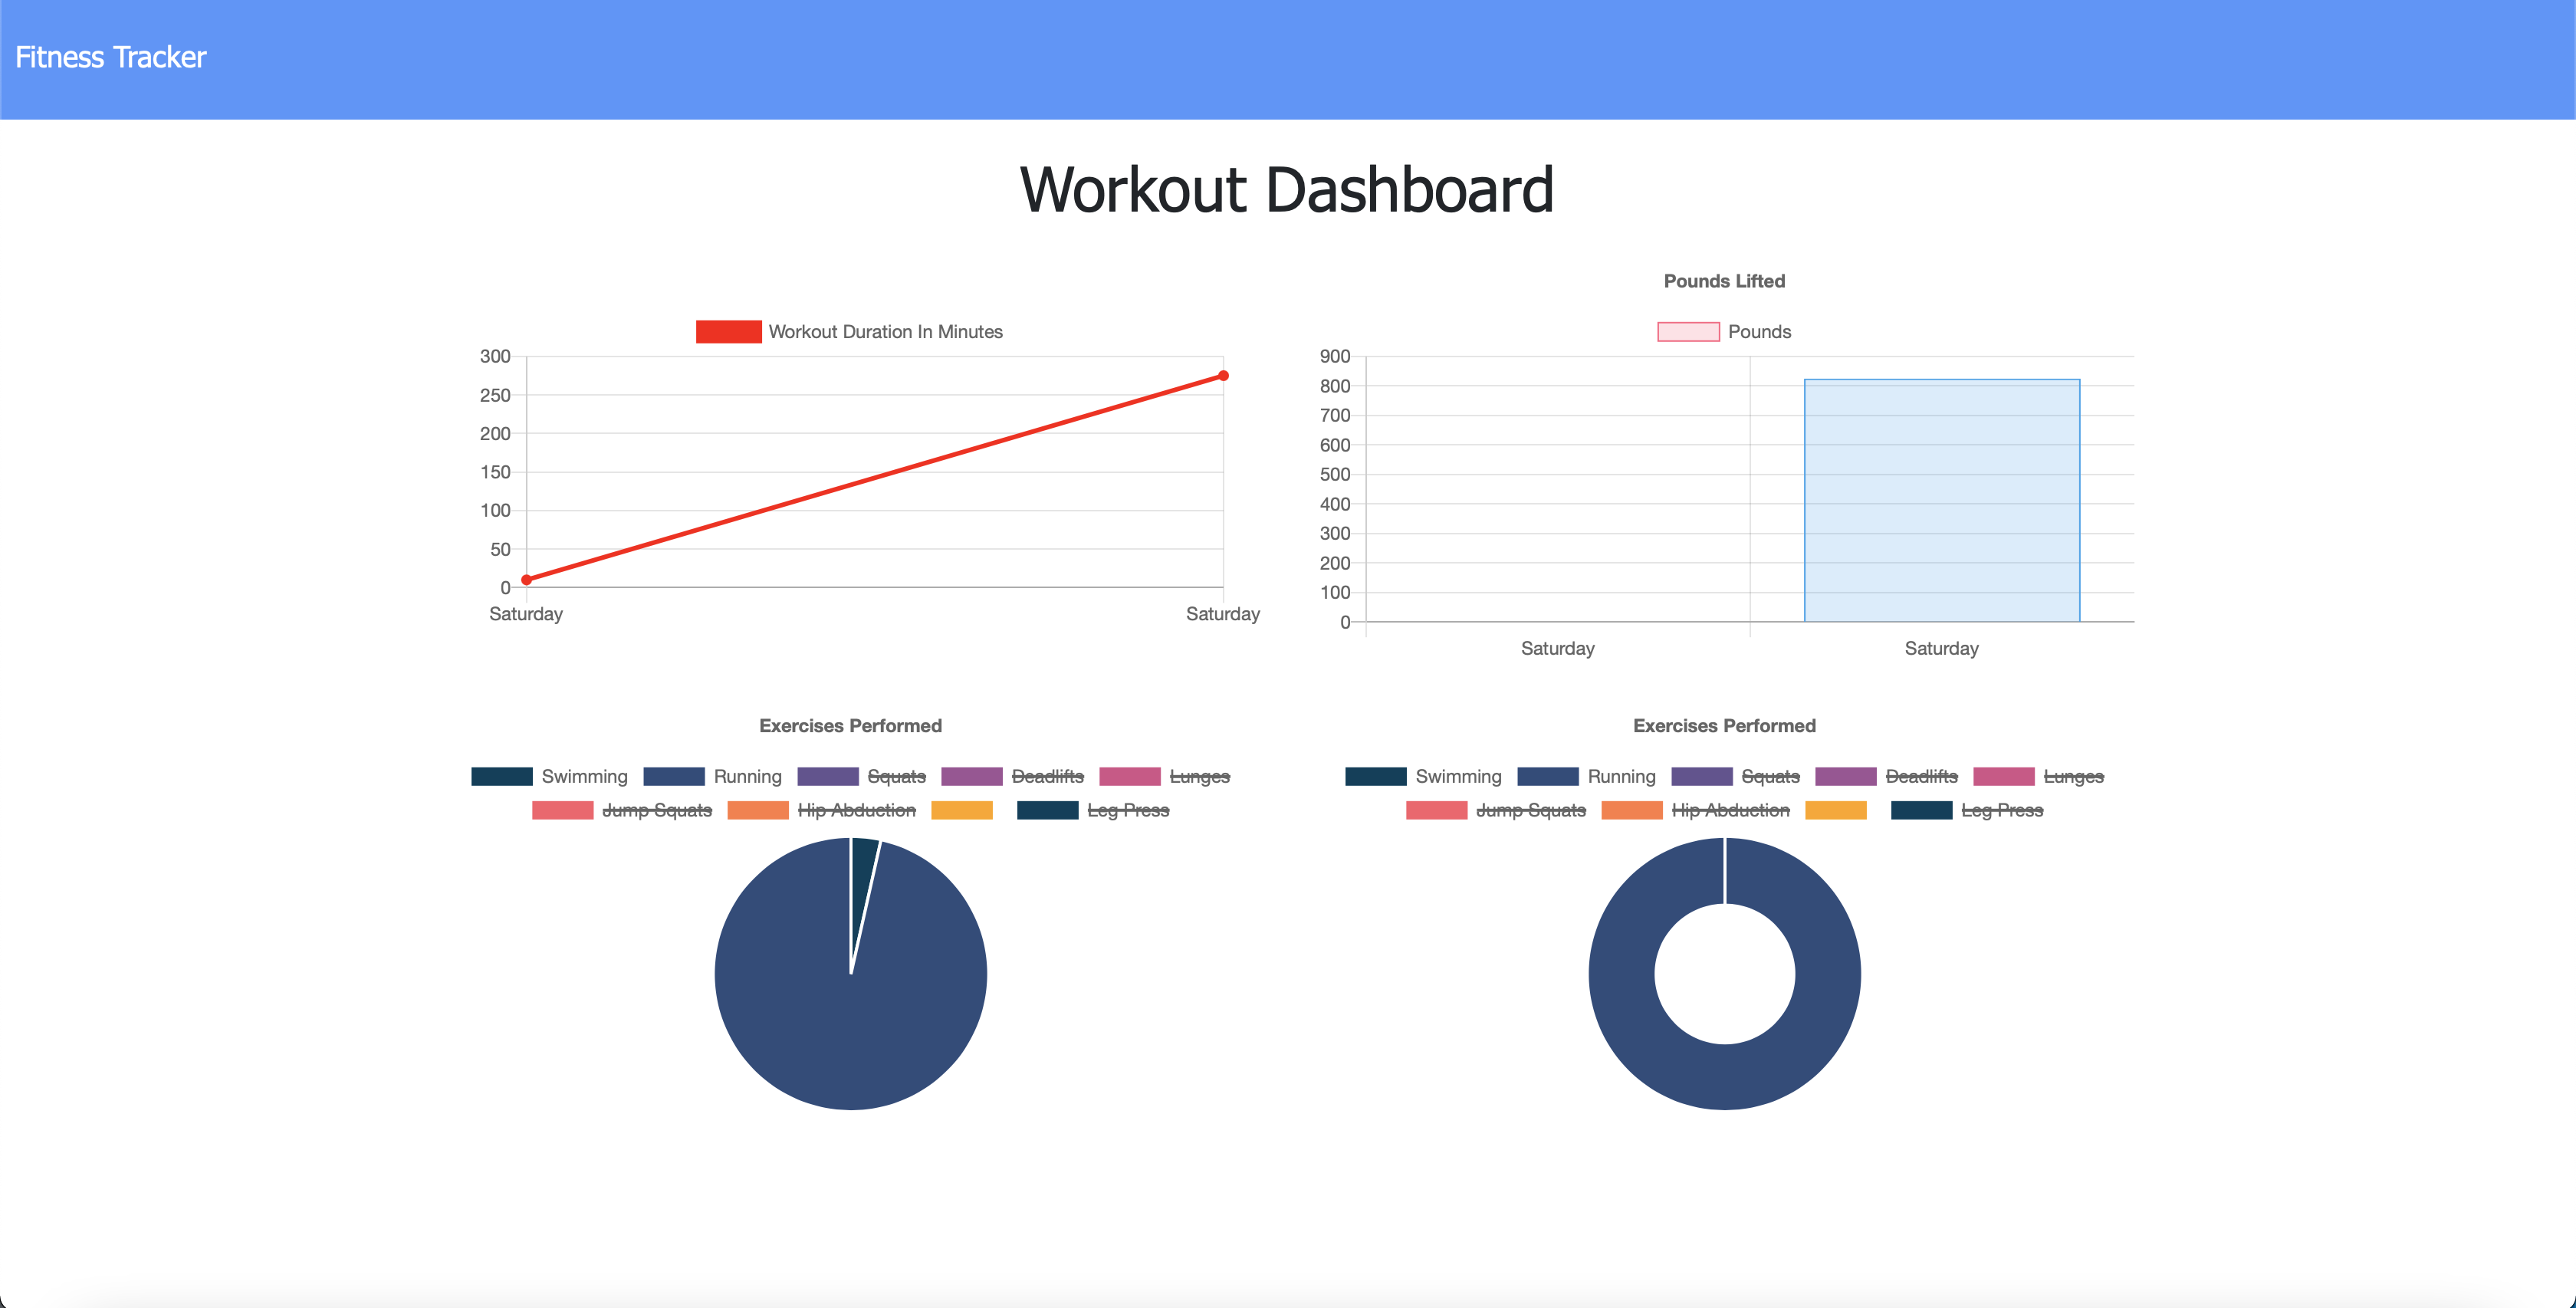 Fitness Tracker
Workout Dashboard
Workout Duration In Minutes
300
250
200
150
100
50
0
Saturday Saturday
Pounds Lifted
Pounds
900
800
700
600
500
400
300
200
100
0
Saturday Saturday
Exercises Performed
Swimming Running Squats Deadlifts Lunges
Jump Squats Hip Abduction Leg Press
Exercises Performed
Swimming Running Squats Deadlifts Lunges
Jump Squats Hip Abduction Leg Press